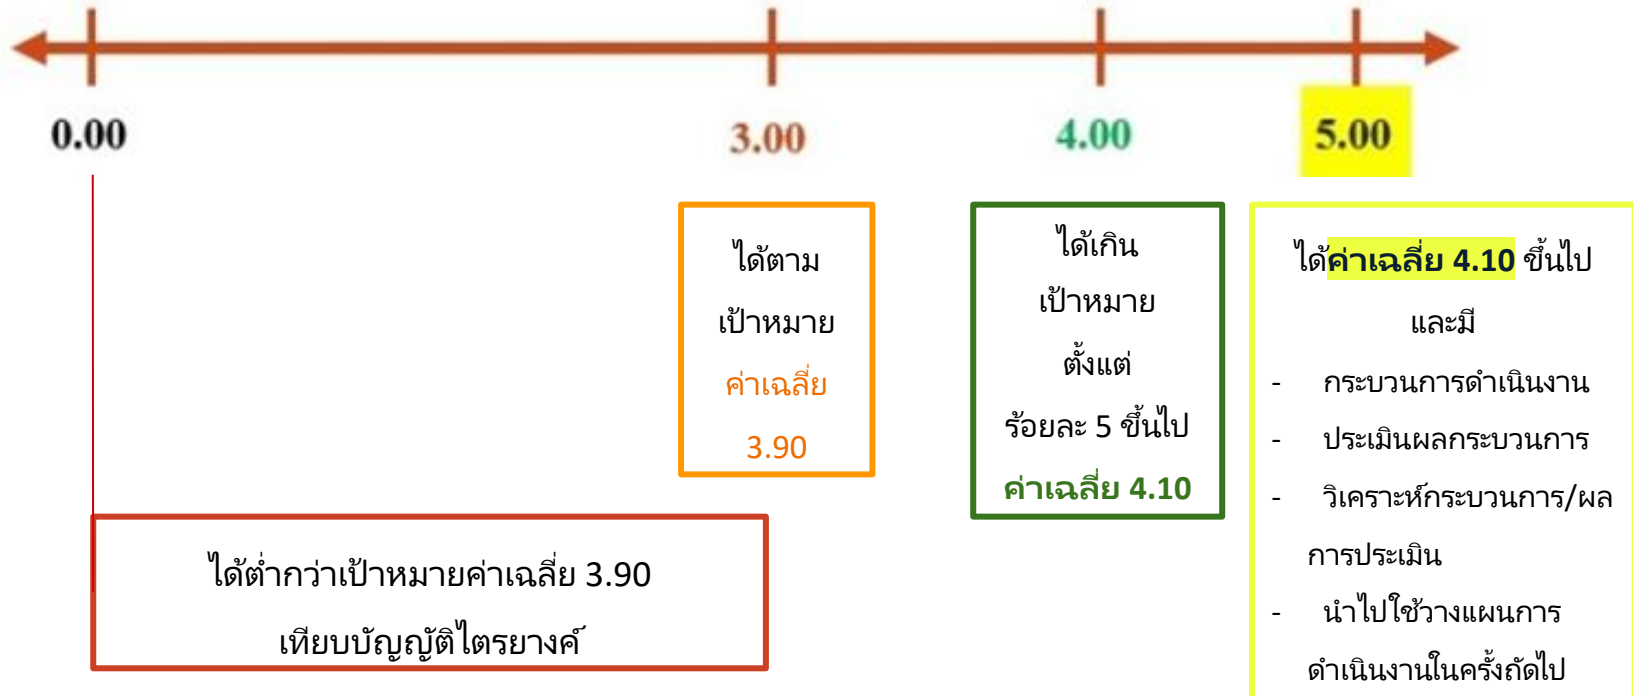 0.00
3.00
4.00
5.00
ได้ตาม
เป้าหมาย
ค่าเฉลี่ย
3.90
ได้เกิน
เป้าหมาย
ตั้งแต่
ร้อยละ 5 ขึ้นไป
ค่าเฉลี่ย 4.10
ได้ค่าเฉลี่ย 4.10 ขึ้นไป
และมี
- กระบวนการดำเนินงาน
- ประเมินผลกระบวนการ
- วิเคราะห์กระบวนการ/ผล
การประเมิน
- นำไปใช้วางแผนการ
ดำเนินงานในครั้งถัดไป
ได้ต่ำกว่าเป้าหมายค่าเฉลี่ย 3.90
เทียบบัญญัติไตรยางค์